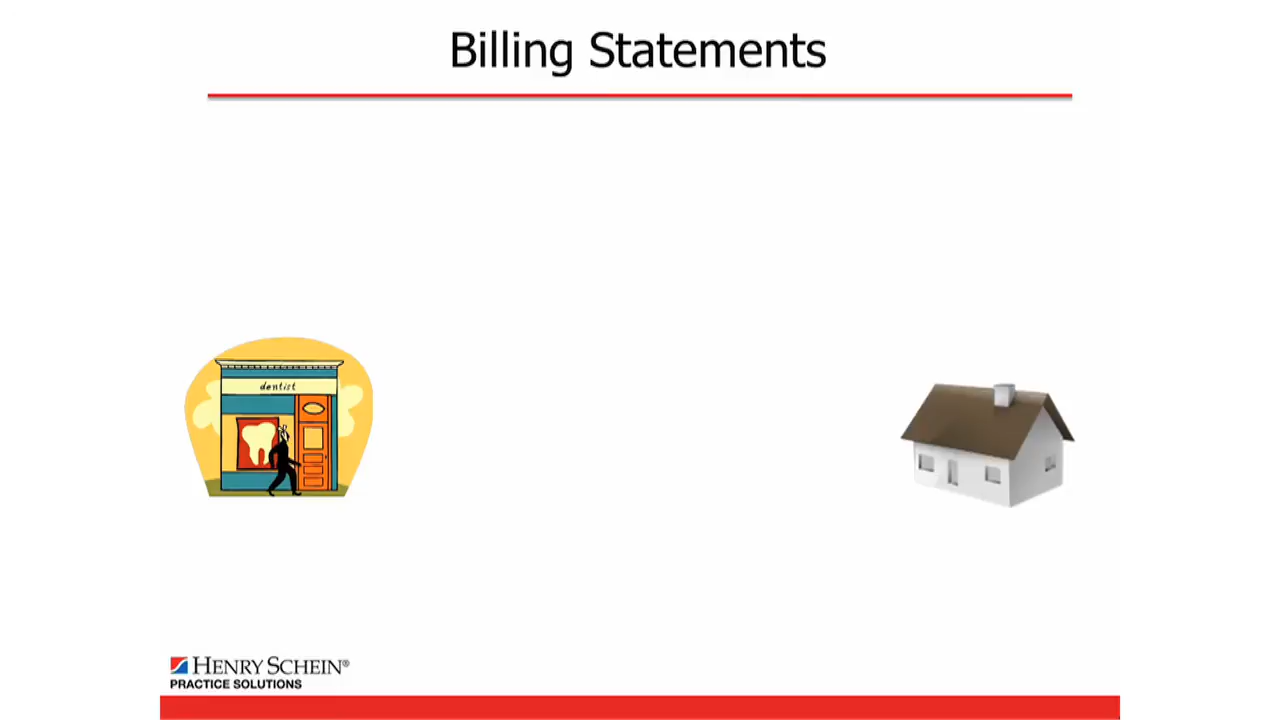 Billing Statements
dentist
HENRY SCHEIN®
PRACTICE SOLUTIONS